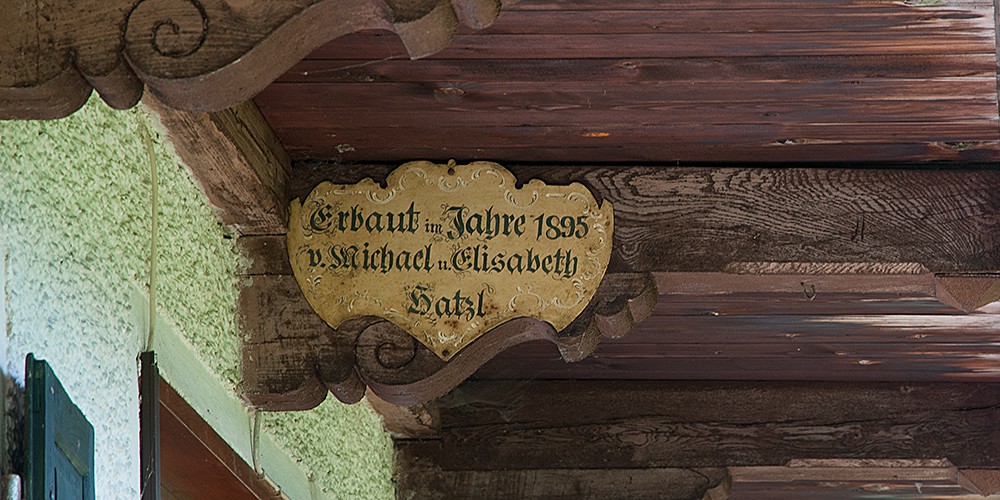 Erbaut im Jahre 1895
v. Michael u. Elisabeth
Hatzl